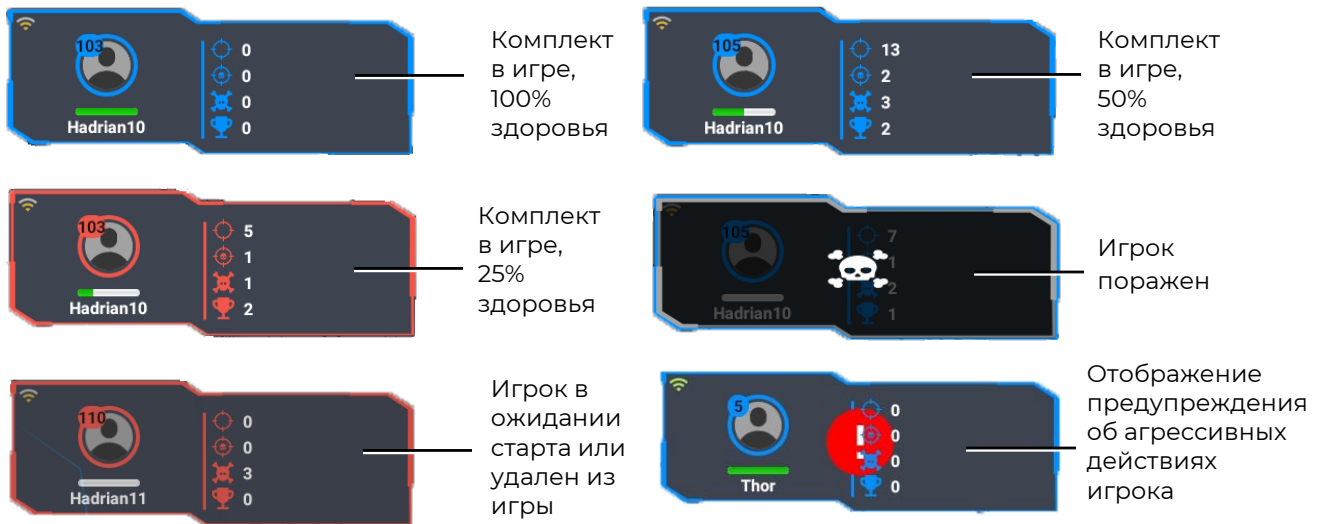 103
0
0
0
0
Hadrian10
Комплект
в игре,
100%
здоровья
105
13
2
3
2
Hadrian10
Комплект
в игре,
50%
здоровья
103
5
1
1
2
Hadrian10
Комплект
в игре,
25%
здоровья
105
7
1
2
1
Hadrian10
Игрок
поражен
110
0
0
3
0
Hadrian11
Игрок в
ожидании
старта или
удален из
игры
5
0
0
0
0
Thor
Отображение
предупреждения
об агрессивных
действиях
игрока